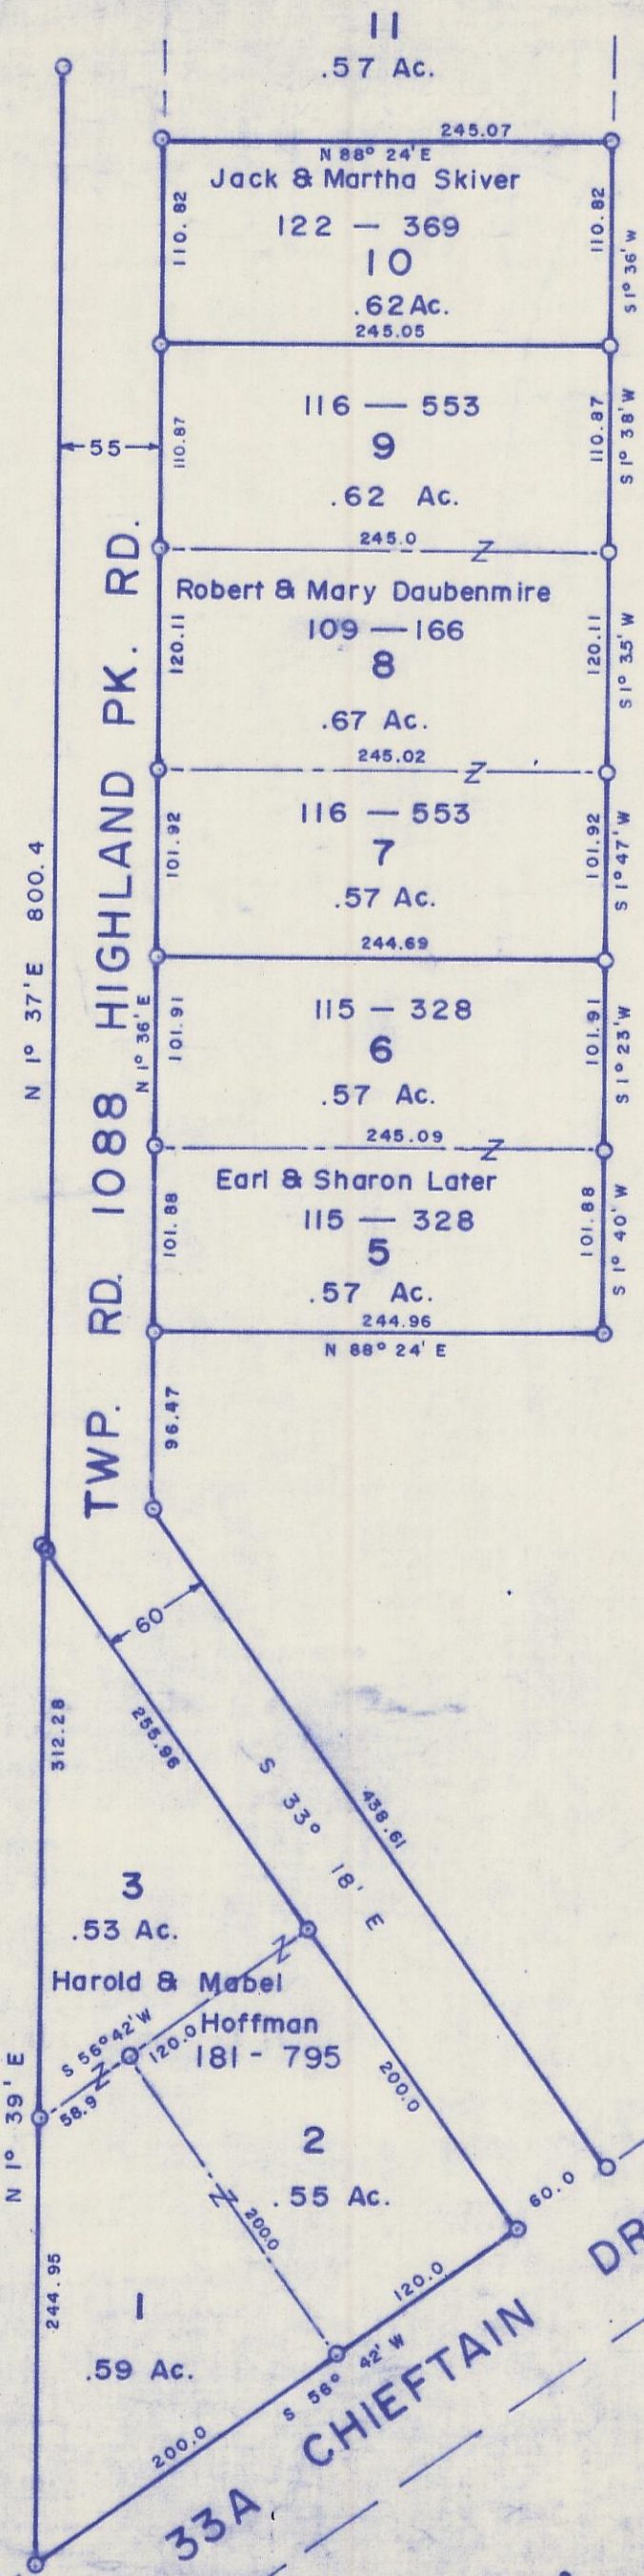 11
.57 Ac.
245.07
N 88° 24' E
Jack & Martha Skiver
110.82
110.82
S 1° 36' W
122 — 369
10
.62 Ac.
245.05
116 — 553
9
110.87
110.87
S 1° 38' W
55
.62 Ac.
245.0
Z
Robert & Mary Daubenmire
109 — 166
8
120.11
120.11
S 1° 35' W
.67 Ac.
245.02
Z
116 — 553
7
101.92
101.92
S 1° 47' W
.57 Ac.
244.69
N 1° 37' E 800.4
TWP. RD. 1088 HIGHLAND PK. RD.
N 1° 36' E
115 — 328
6
101.91
101.91
S 1° 23' W
.57 Ac.
245.09
Z
Earl & Sharon Later
115 — 328
5
101.88
101.88
S 1° 40' W
.57 Ac.
244.96
N 88° 24' E
96.47
60
255.96
312.28
S 33° 18' E
438.61
3
.53 Ac.
Z
Harold & Mabel
Hoffman
181 - 795
S 56° 42' W
120.0
Z
58.9
N 1° 39' E
200.0
2
.55 Ac.
Z
200.0
60.0
244.95
1
.59 Ac.
120.0
S 56° 42' W
200.0
33A CHIEFTAIN DR